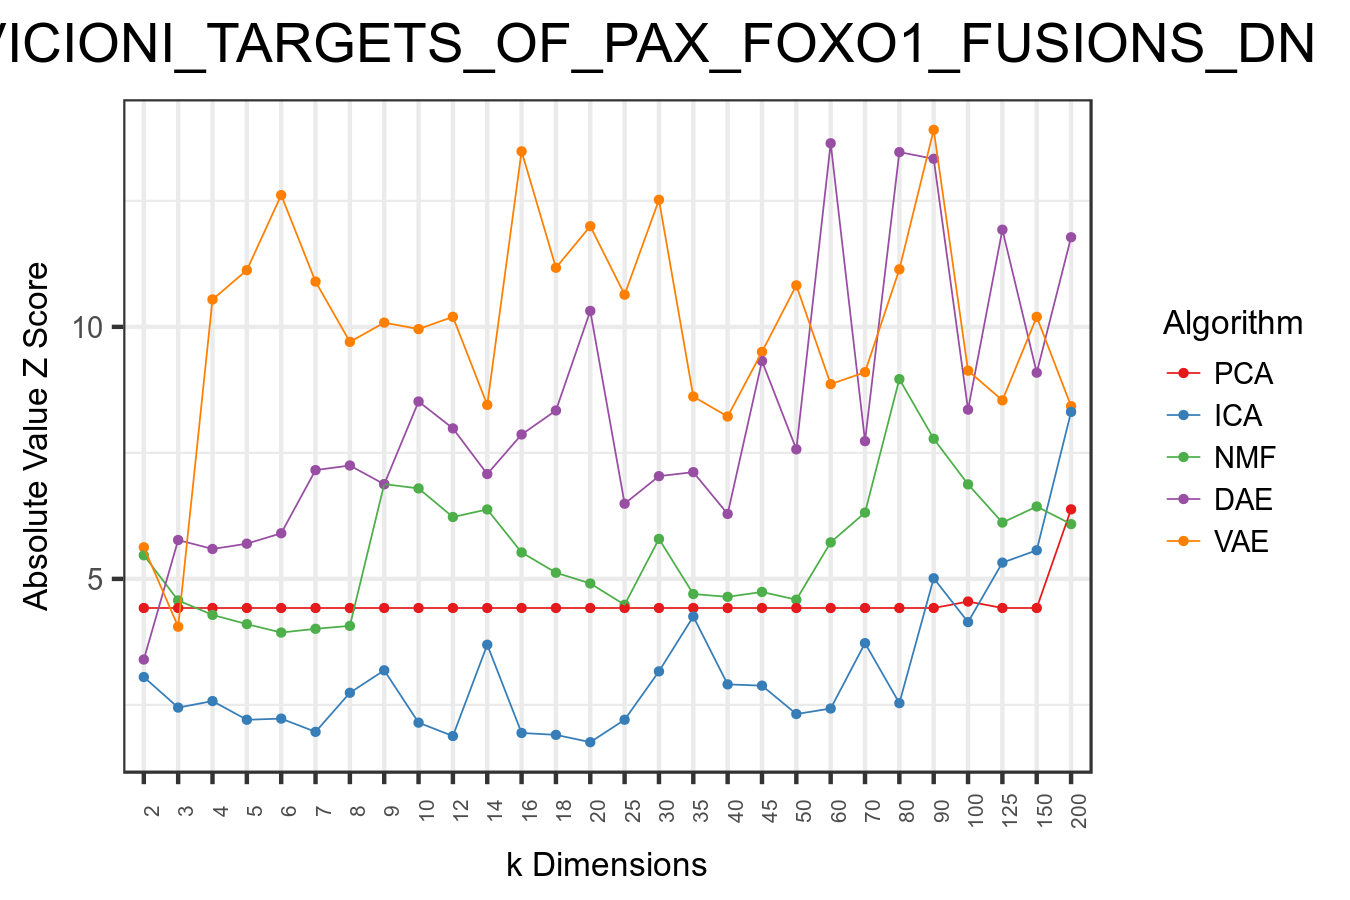 VICIONI_TARGETS_OF_PAX_FOXO1_FUSIONS_DN
Absolute Value Z Score
10
5
2 3 4 5 6 7 8 9 10 12 14 16 18 20 25 30 35 40 45 50 60 70 80 90 100 125 150 200
k Dimensions
Algorithm
PCA
ICA
NMF
DAE
VAE